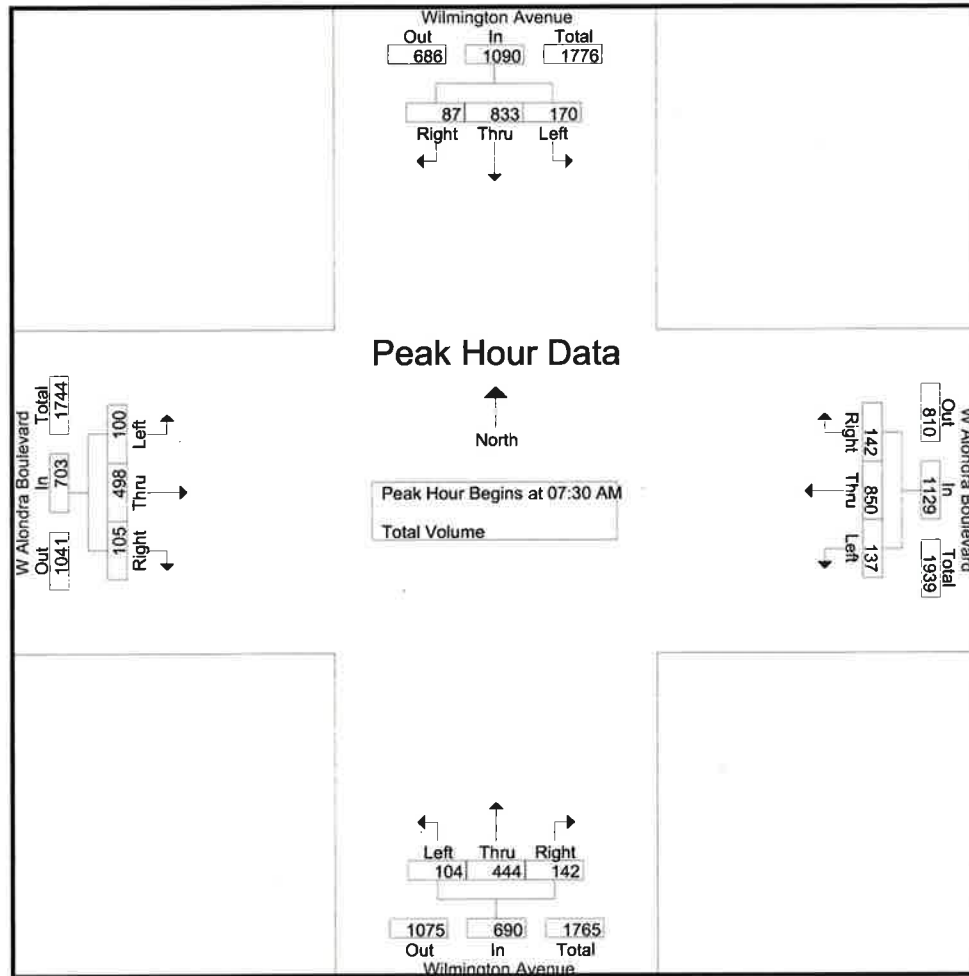 Wilmington Avenue
Out In Total
686 1090 1776
87 833 170
Right Thru Left
Peak Hour Data
North
Peak Hour Begins at 07:30 AM
Total Volume
W Alondra Boulevard
Out In Total
1041 703 1744
Right Thru Left
105 498 100
W Alondra Boulevard
Out In Total
810 1129 1939
142 850 137
Right Thru Left
Left Thru Right
104 444 142
1075 690 1765
Out In Total
Wilmington Avenue